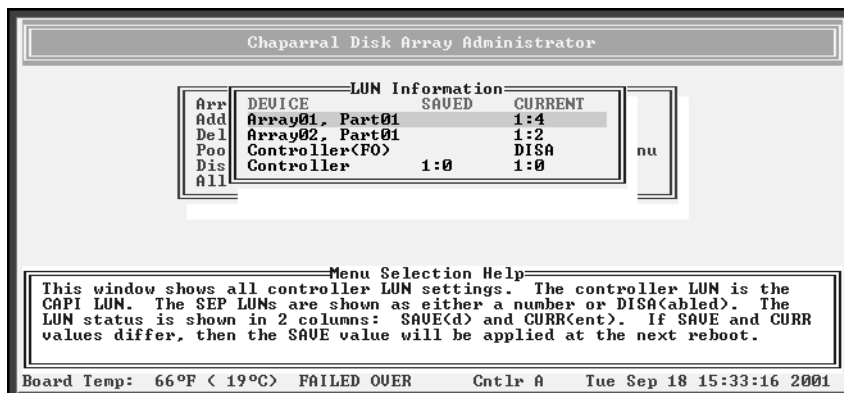 Chaparral Disk Array Administrator
LUN Information
DEVICE SAVED CURRENT
Arr Array01, Part01 1:4
Add Array02, Part01 1:2
Del Controller(FO) DISA nu
Poo Controller 1:0 1:0
Dis
All
Menu Selection Help
This window shows all controller LUN settings. The controller LUN is the
CAPI LUN. The SEP LUNs are shown as either a number or DISA(abled). The
LUN status is shown in 2 columns: SAVE(d) and CURR(ent). If SAVE and CURR
values differ, then the SAVE value will be applied at the next reboot.
Board Temp: 66ºF ( 19ºC) FAILED OVER Cntlr A Tue Sep 18 15:33:16 2001